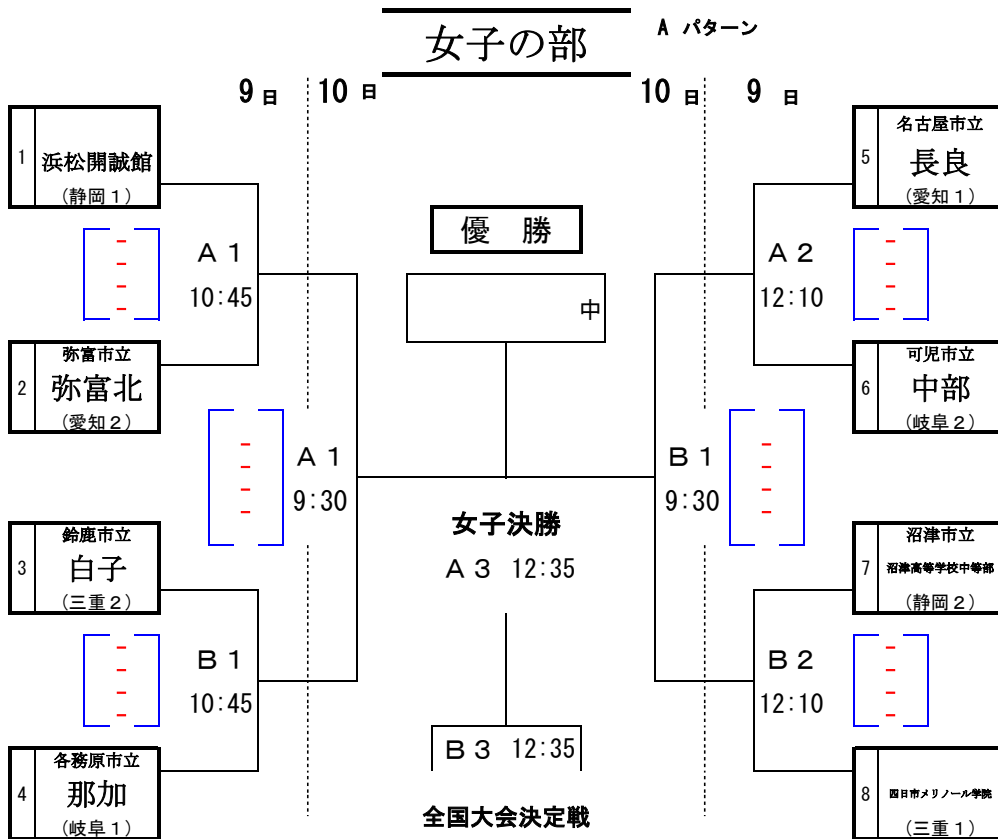 女子の部
A パターン
9 日
10 日
10 日
9 日
1
浜松開誠館
(静岡1)
A1
10:45
2
弥富市立
弥富北
(愛知2)
A1
9:30
3
鈴鹿市立
白子
(三重2)
B1
10:45
4
各務原市立
那加
(岐阜1)
優 勝
中
女子決勝
A3 12:35
B3 12:35
全国大会決定戦
5
名古屋市立
長良
(愛知1)
A2
12:10
6
可児市立
中部
(岐阜2)
B1
9:30
7
沼津市立
沼津高等学校中等部
(静岡2)
B2
12:10
8
四日市メリノール学院
(三重1)